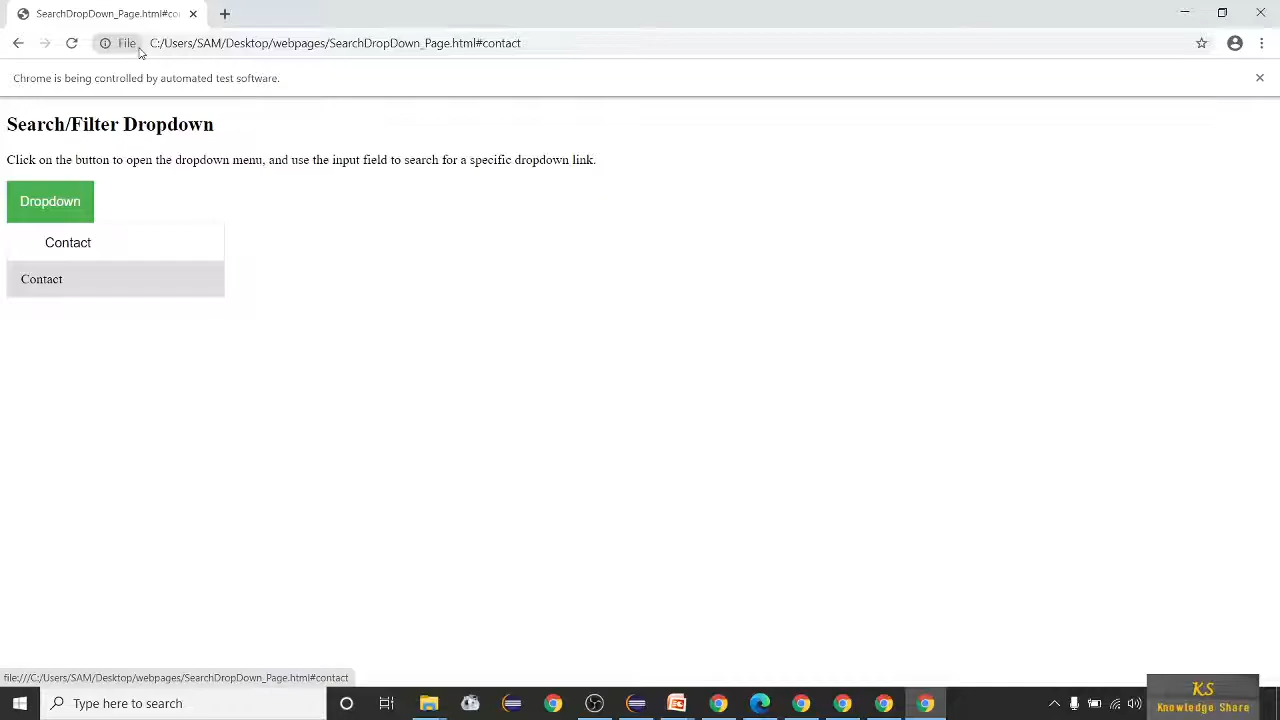 SearchDropDown_Page.html#co
File
C:/Users/SAM/Desktop/webpages/SearchDropDown_Page.html#contact
Chrome is being controlled by automated test software.
Search/Filter Dropdown
Click on the button to open the dropdown menu, and use the input field to search for a specific dropdown link.
Dropdown
Contact
Contact
file:///C:/Users/SAM/Desktop/webpages/SearchDropDown_Page.html#contact
Type here to search
KS
Knowledge Share